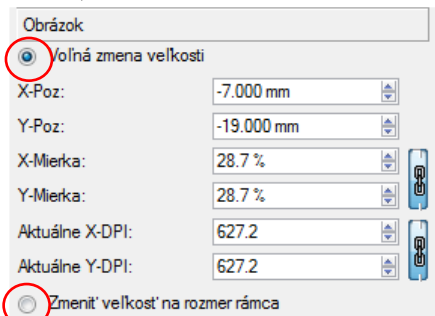 Obrázok
Voľná zmena veľkosti
X-Poz: -7.000 mm
Y-Poz: -19.000 mm
X-Mierka: 28.7 %
Y-Mierka: 28.7 %
Aktuálne X-DPI: 627.2
Aktuálne Y-DPI: 627.2
Zmeniť veľkosť na rozmer rámca